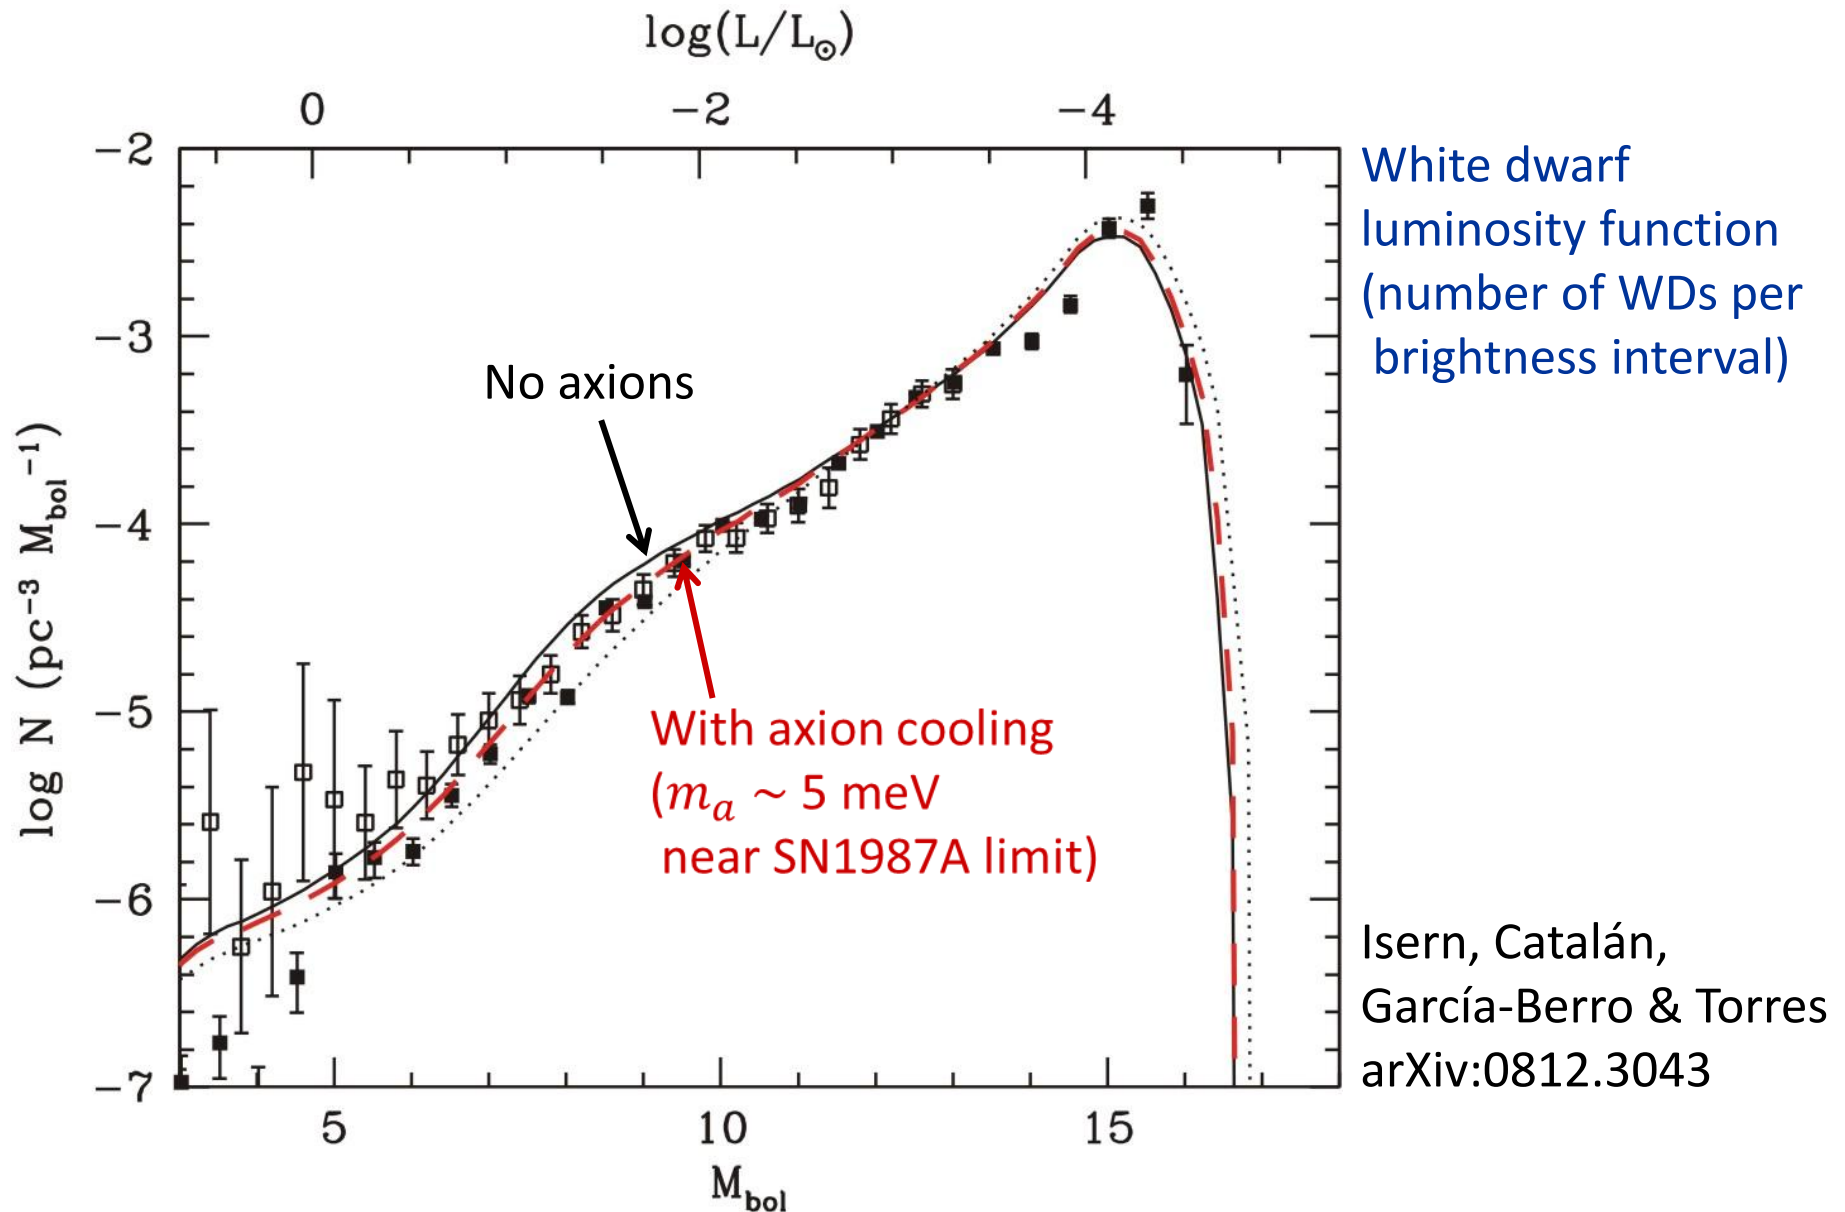 log(L/L⊙)
0 −2 −4
−2
−3
−4
−5
−6
−7
log N (pc⁻³ M_bol⁻¹)
No axions
With axion cooling
(mₐ ~ 5 meV
near SN1987A limit)
5 10 15
M_bol
White dwarf
luminosity function
(number of WDs per
brightness interval)
Isern, Catalán,
García-Berro & Torres
arXiv:0812.3043